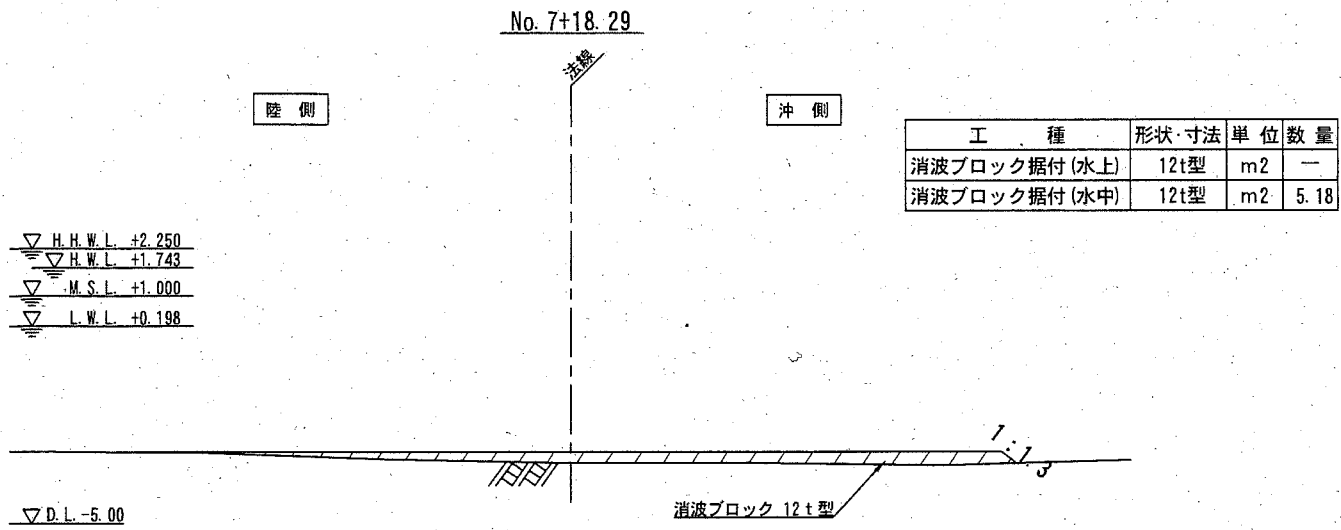 No. 7+18.29
法線
陸側
沖側
工種 形状・寸法 単位 数量
消波ブロック据付(水上) 12t型 m2 —
消波ブロック据付(水中) 12t型 m2 5.18
H.H.W.L. +2.250
H.W.L. +1.743
M.S.L. +1.000
L.W.L. +0.198
1:1.3
消波ブロック 12t型
D.L.-5.00